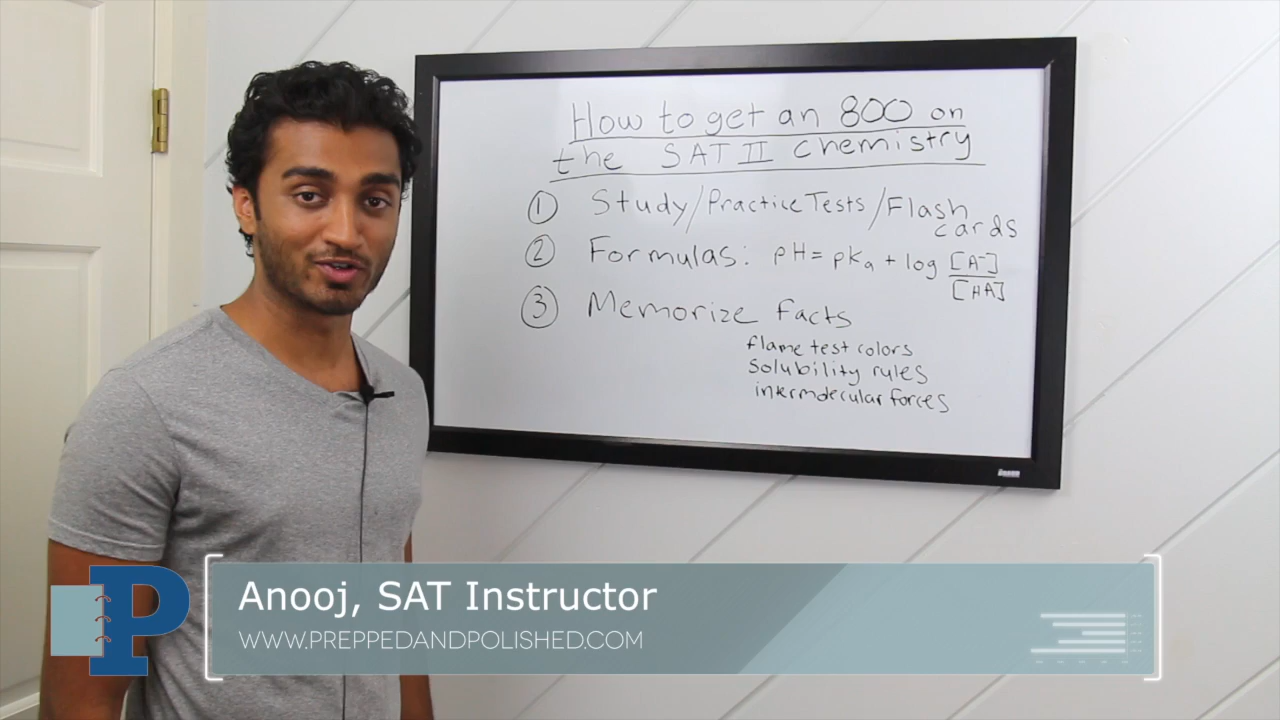 How to get an 800 on
the SAT II Chemistry
1 Study/Practice Tests/Flash
cards
2 Formulas: pH = pKa + log [A-]
[HA]
3 Memorize facts
flame test colors
solubility rules
intermolecular forces
P
Anooj, SAT Instructor
WWW.PREPPEDANDPOLISHED.COM